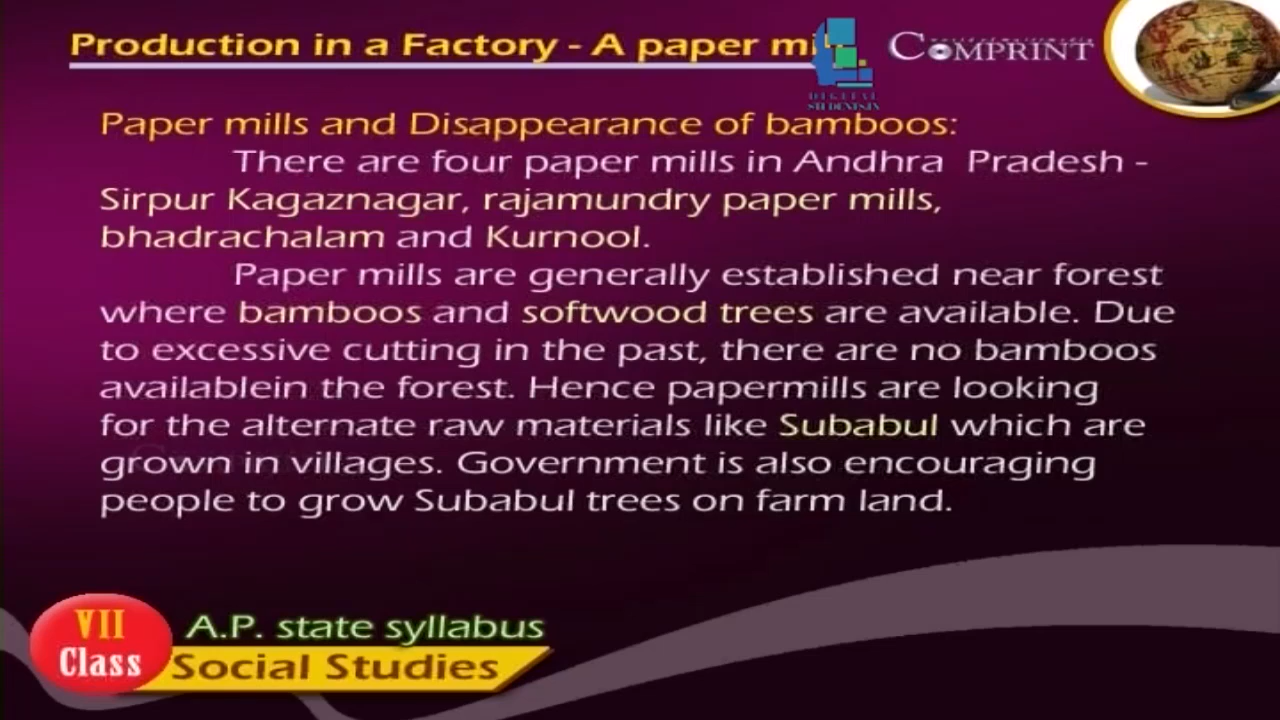 Production in a Factory - A paper mill
COMPRINT
DIGITAL
STUDENTS.IN
Paper mills and Disappearance of bamboos:
There are four paper mills in Andhra Pradesh -
Sirpur Kagaznagar, rajamundry paper mills,
bhadrachalam and Kurnool.
Paper mills are generally established near forest
where bamboos and softwood trees are available. Due
to excessive cutting in the past, there are no bamboos
availablein the forest. Hence papermills are looking
for the alternate raw materials like Subabul which are
grown in villages. Government is also encouraging
people to grow Subabul trees on farm land.
VII
Class
A.P. state syllabus
Social Studies